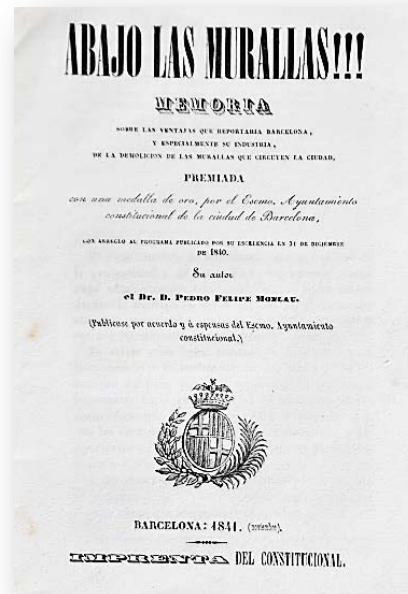 ABAJO LAS MURALLAS!!!
MEMORIA
SOBRE LAS VENTAJAS QUE REPORTARIA BARCELONA,
Y ESPECIALMENTE SU INDUSTRIA,
DE LA DEMOLICION DE LAS MURALLAS QUE CIRCUYEN LA CIUDAD,
PREMIADA
con una medalla de oro, por el Escmo. Ayuntamiento
constitucional de la ciudad de Barcelona,
CON ARREGLO AL PROGRAMA PUBLICADO POR SU ESCELENCIA EN 31 DE DICIEMBRE
DE 1840.
Su autor
el Dr. D. PEDRO FELIPE MONLAU.
(Publícase por acuerdo y á espensas del Escmo. Ayuntamiento
constitucional.)
BARCELONA: 1841. (noviembre).
IMPRENTA DEL CONSTITUCIONAL.